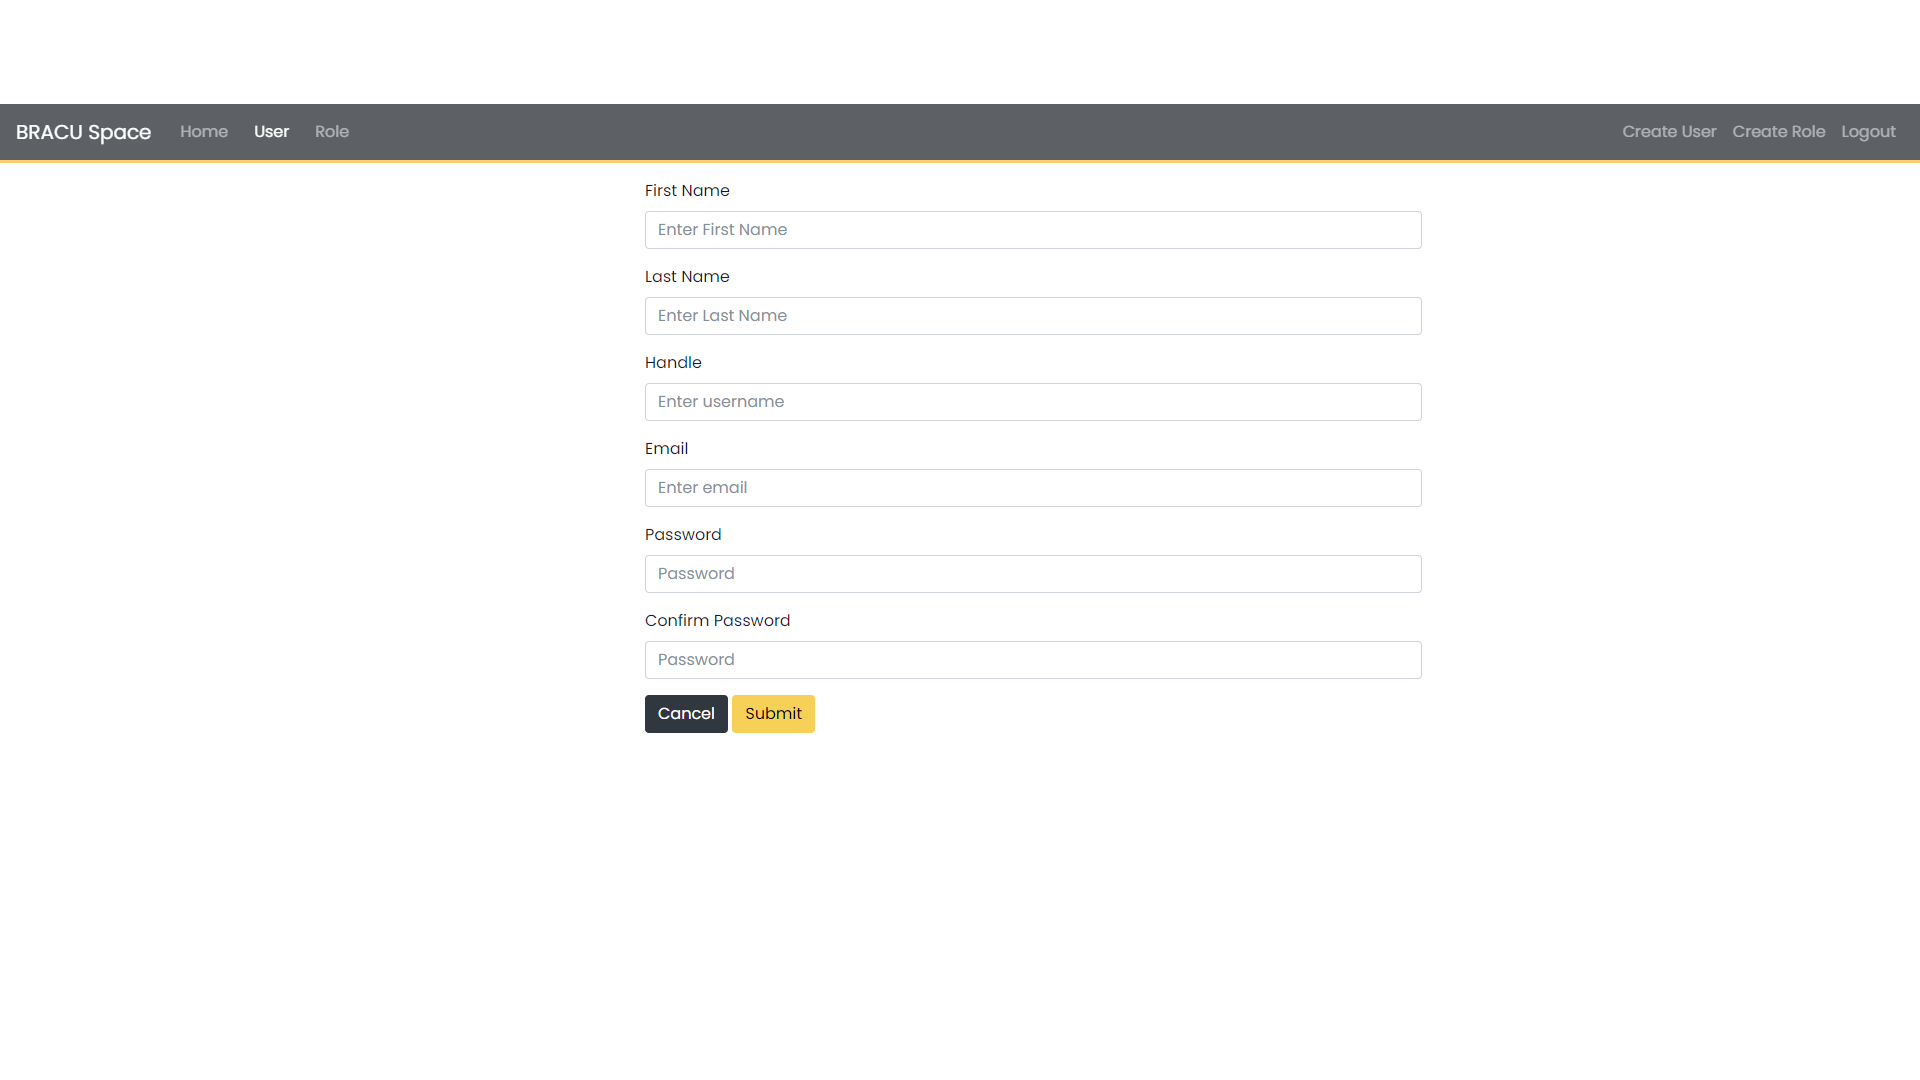 BRACU Space Home User Role Create User Create Role Logout
First Name
Enter First Name
Last Name
Enter Last Name
Handle
Enter username
Email
Enter email
Password
Password
Confirm Password
Password
Cancel Submit